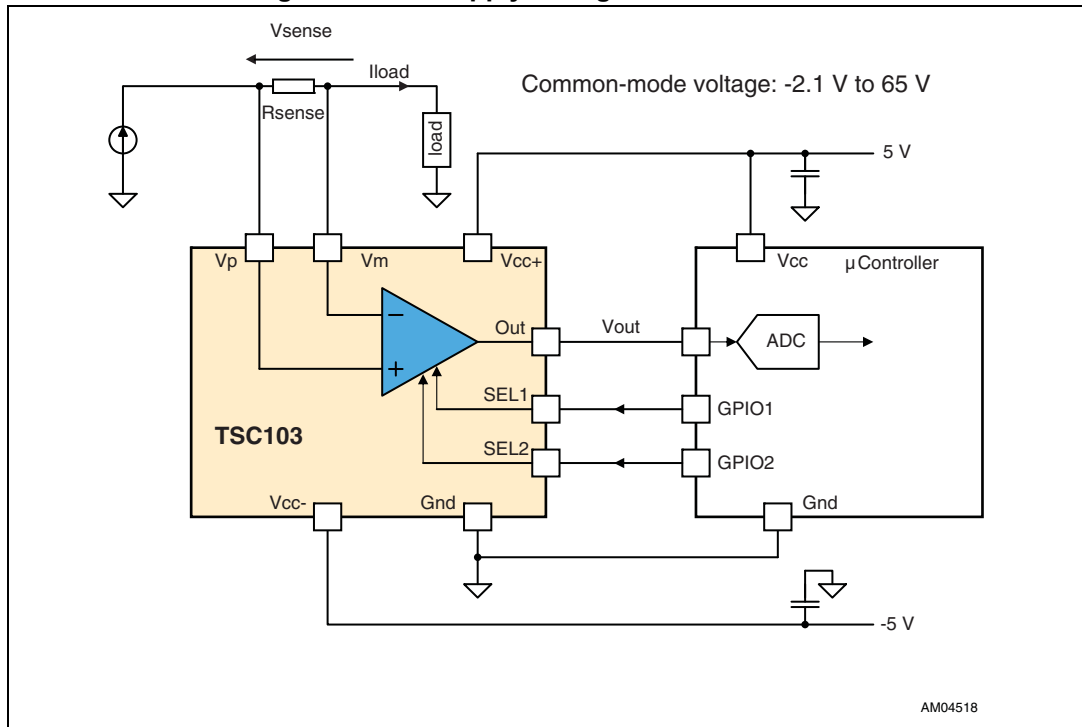 Vsense
Iload
Rsense
load
Common-mode voltage: -2.1 V to 65 V
5 V
Vp
Vm
Vcc+
Vcc
µController
Out
Vout
ADC
SEL1
GPIO1
TSC103
SEL2
GPIO2
Vcc-
Gnd
Gnd
-5 V
AM04518